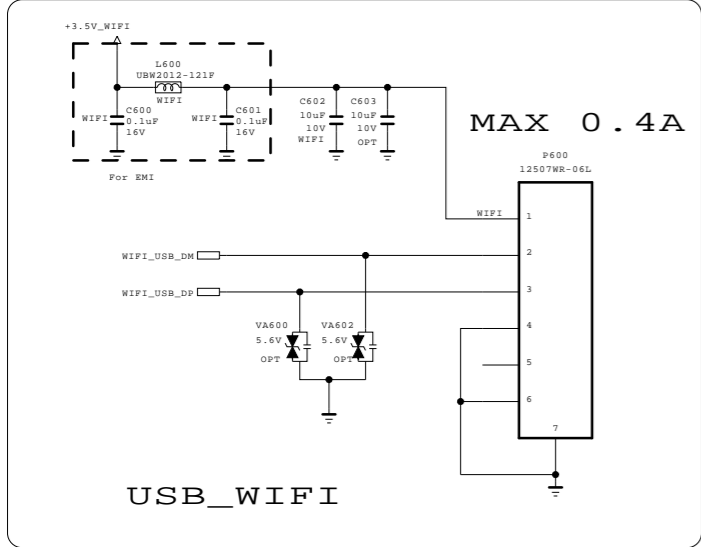 +3.5V_WIFI
L600
UBW2012-121F
WIFI
WIFI
C600
0.1uF
16V
WIFI
C601
0.1uF
16V
C602
10uF
10V
WIFI
C603
10uF
10V
OPT
For EMI
MAX 0.4A
P600
12507WR-06L
WIFI
1
WIFI_USB_DM
2
WIFI_USB_DP
3
VA600
5.6V
OPT
VA602
5.6V
OPT
4
5
6
7
USB_WIFI